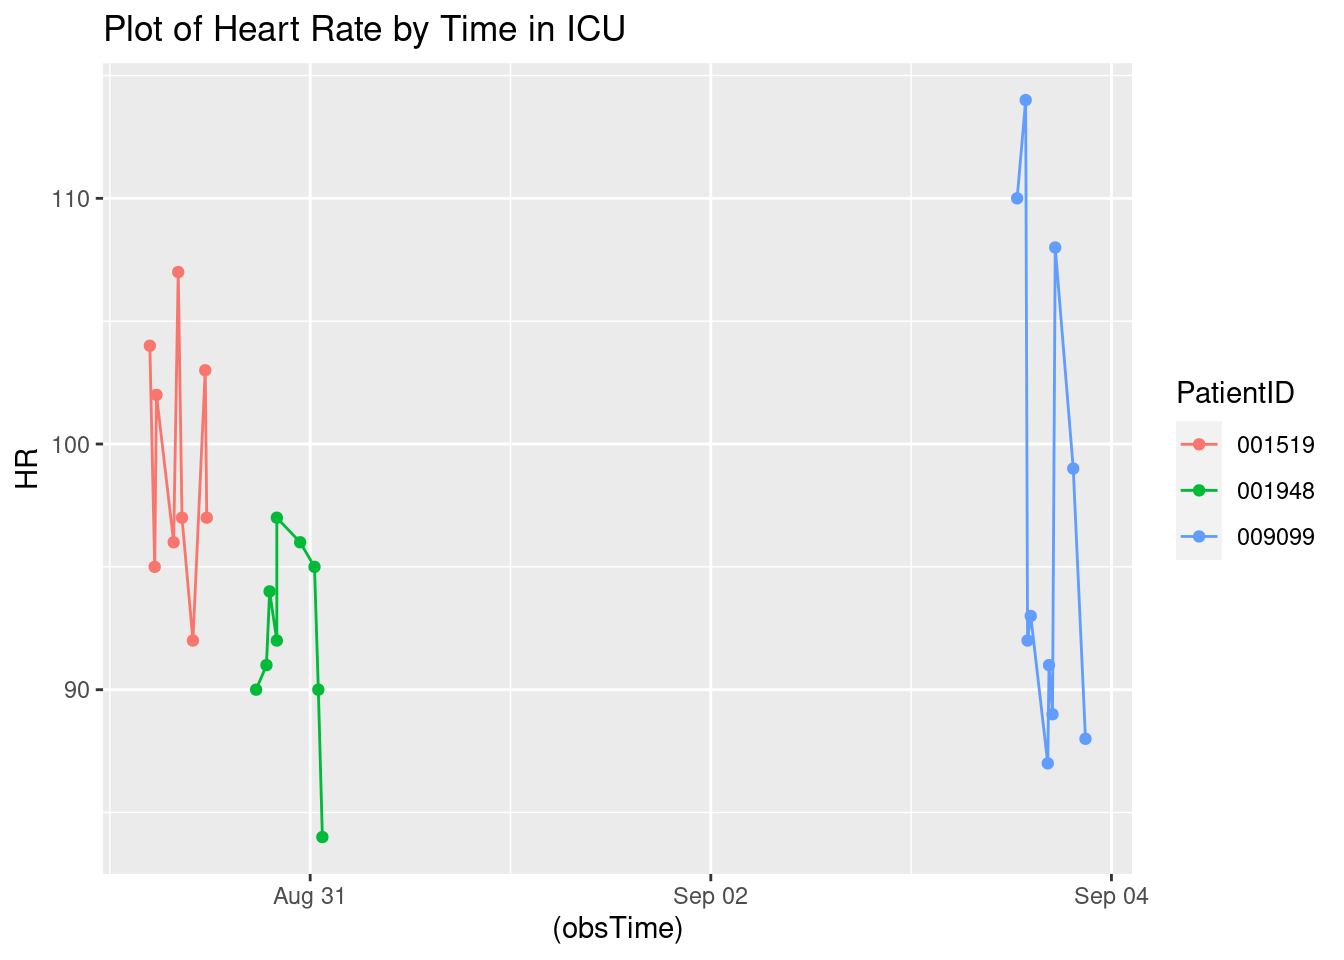 Plot of Heart Rate by Time in ICU
110
100
90
HR
Aug 31
Sep 02
Sep 04
(obsTime)
PatientID
001519
001948
009099